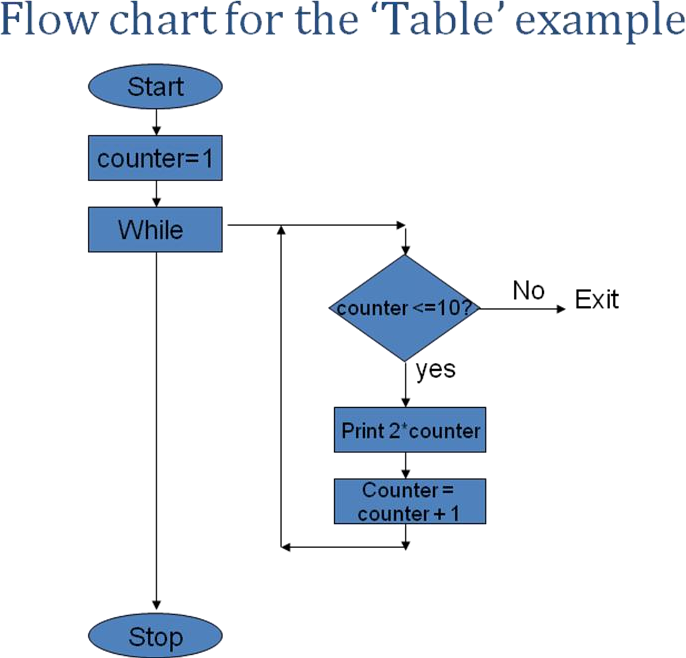 Flow chart for the ‘Table’ example
Start
counter=1
While
counter <=10?
No
Exit
yes
Print 2*counter
Counter =
counter + 1
Stop